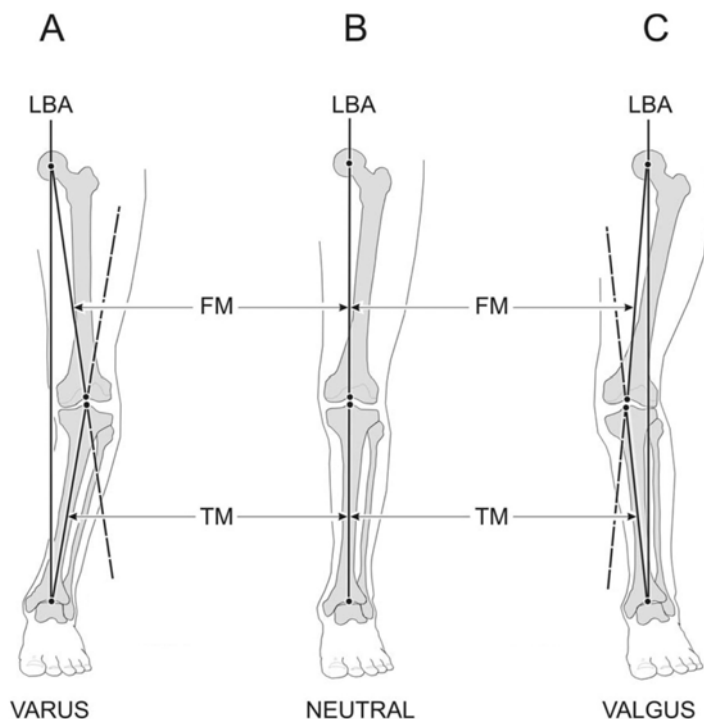 A B C
LBA LBA LBA
FM FM
TM TM
VARUS NEUTRAL VALGUS